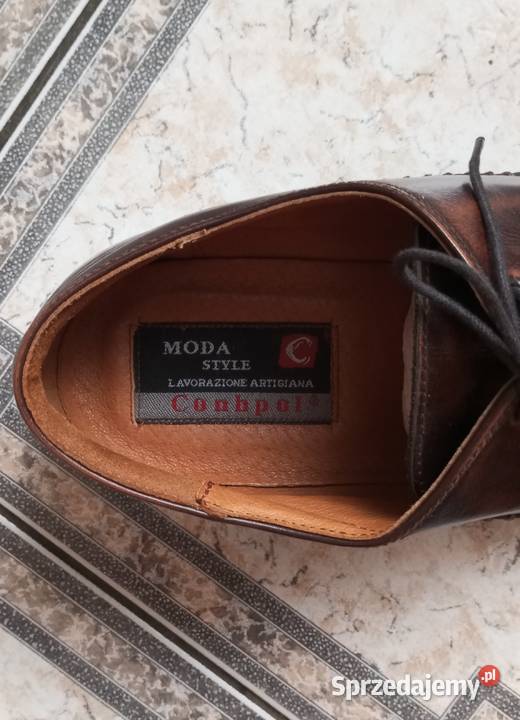 MODA
STYLE
C
LAVORAZIONE ARTIGIANA
Conhpol®
Sprzedajemy.pl